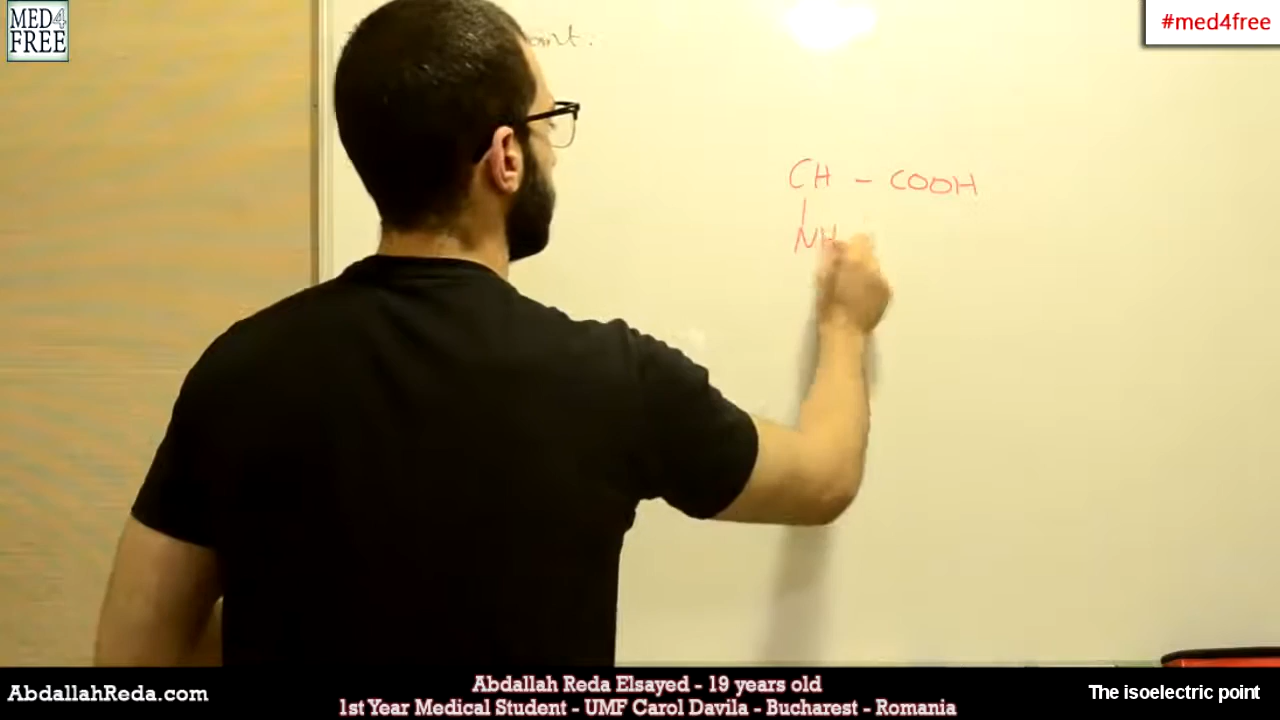 MED4
FREE
#med4free
CH - COOH
|
NH
AbdallahReda.com
Abdallah Reda Elsayed - 19 years old
1st Year Medical Student - UMF Carol Davila - Bucharest - Romania
The isoelectric point